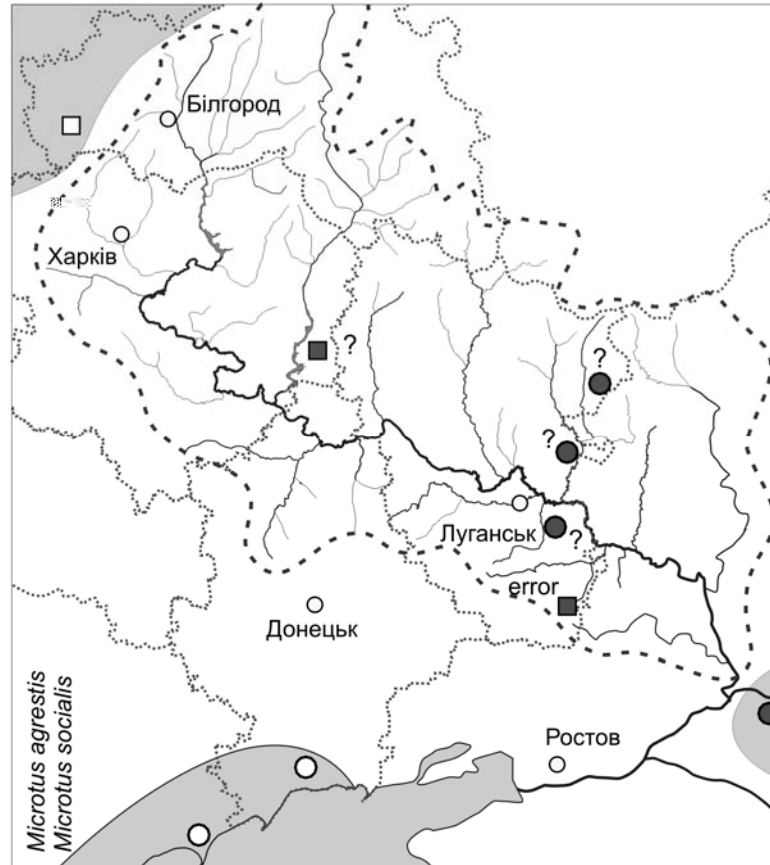 Білгород
Харків
?
?
?
Луганськ
?
error
Донецьк
Ростов
Microtus agrestis
Microtus socialis